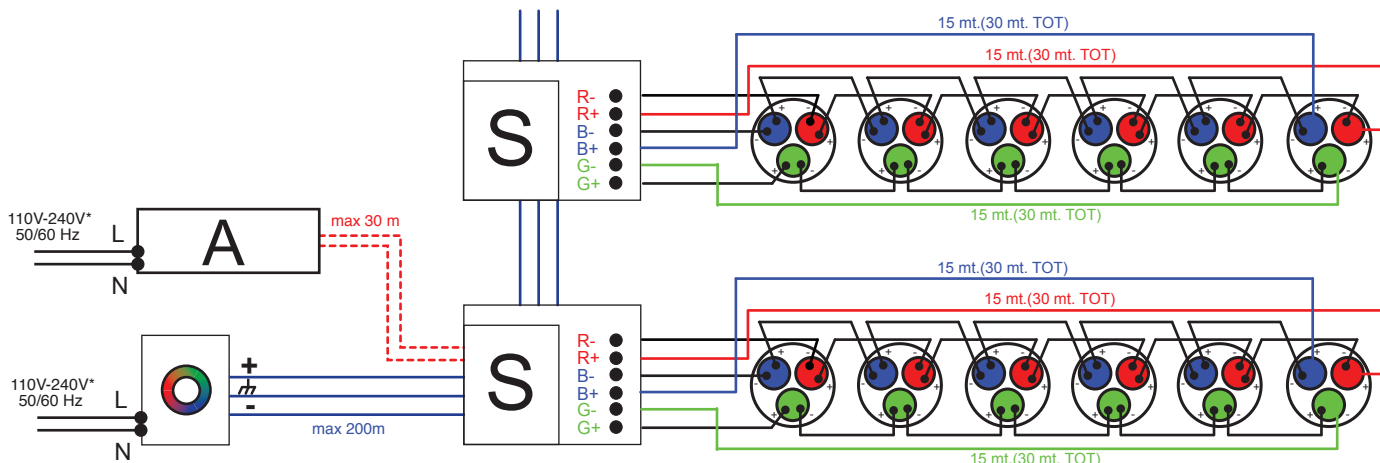 15 mt.(30 mt. TOT)
15 mt.(30 mt. TOT)
S
R-
R+
B-
B+
G-
G+
+ -
- +
+ -
+ -
- +
+ -
+ -
- +
+ -
+ -
- +
+ -
+ -
- +
+ -
+ -
- +
+ -
15 mt.(30 mt. TOT)
110V-240V*
50/60 Hz
L
N
A
max 30 m
15 mt.(30 mt. TOT)
15 mt.(30 mt. TOT)
S
R-
R+
B-
B+
G-
G+
+ -
- +
+ -
+ -
- +
+ -
+ -
- +
+ -
+ -
- +
+ -
+ -
- +
+ -
+ -
- +
+ -
15 mt.(30 mt. TOT)
110V-240V*
50/60 Hz
L
N
+
-
max 200m